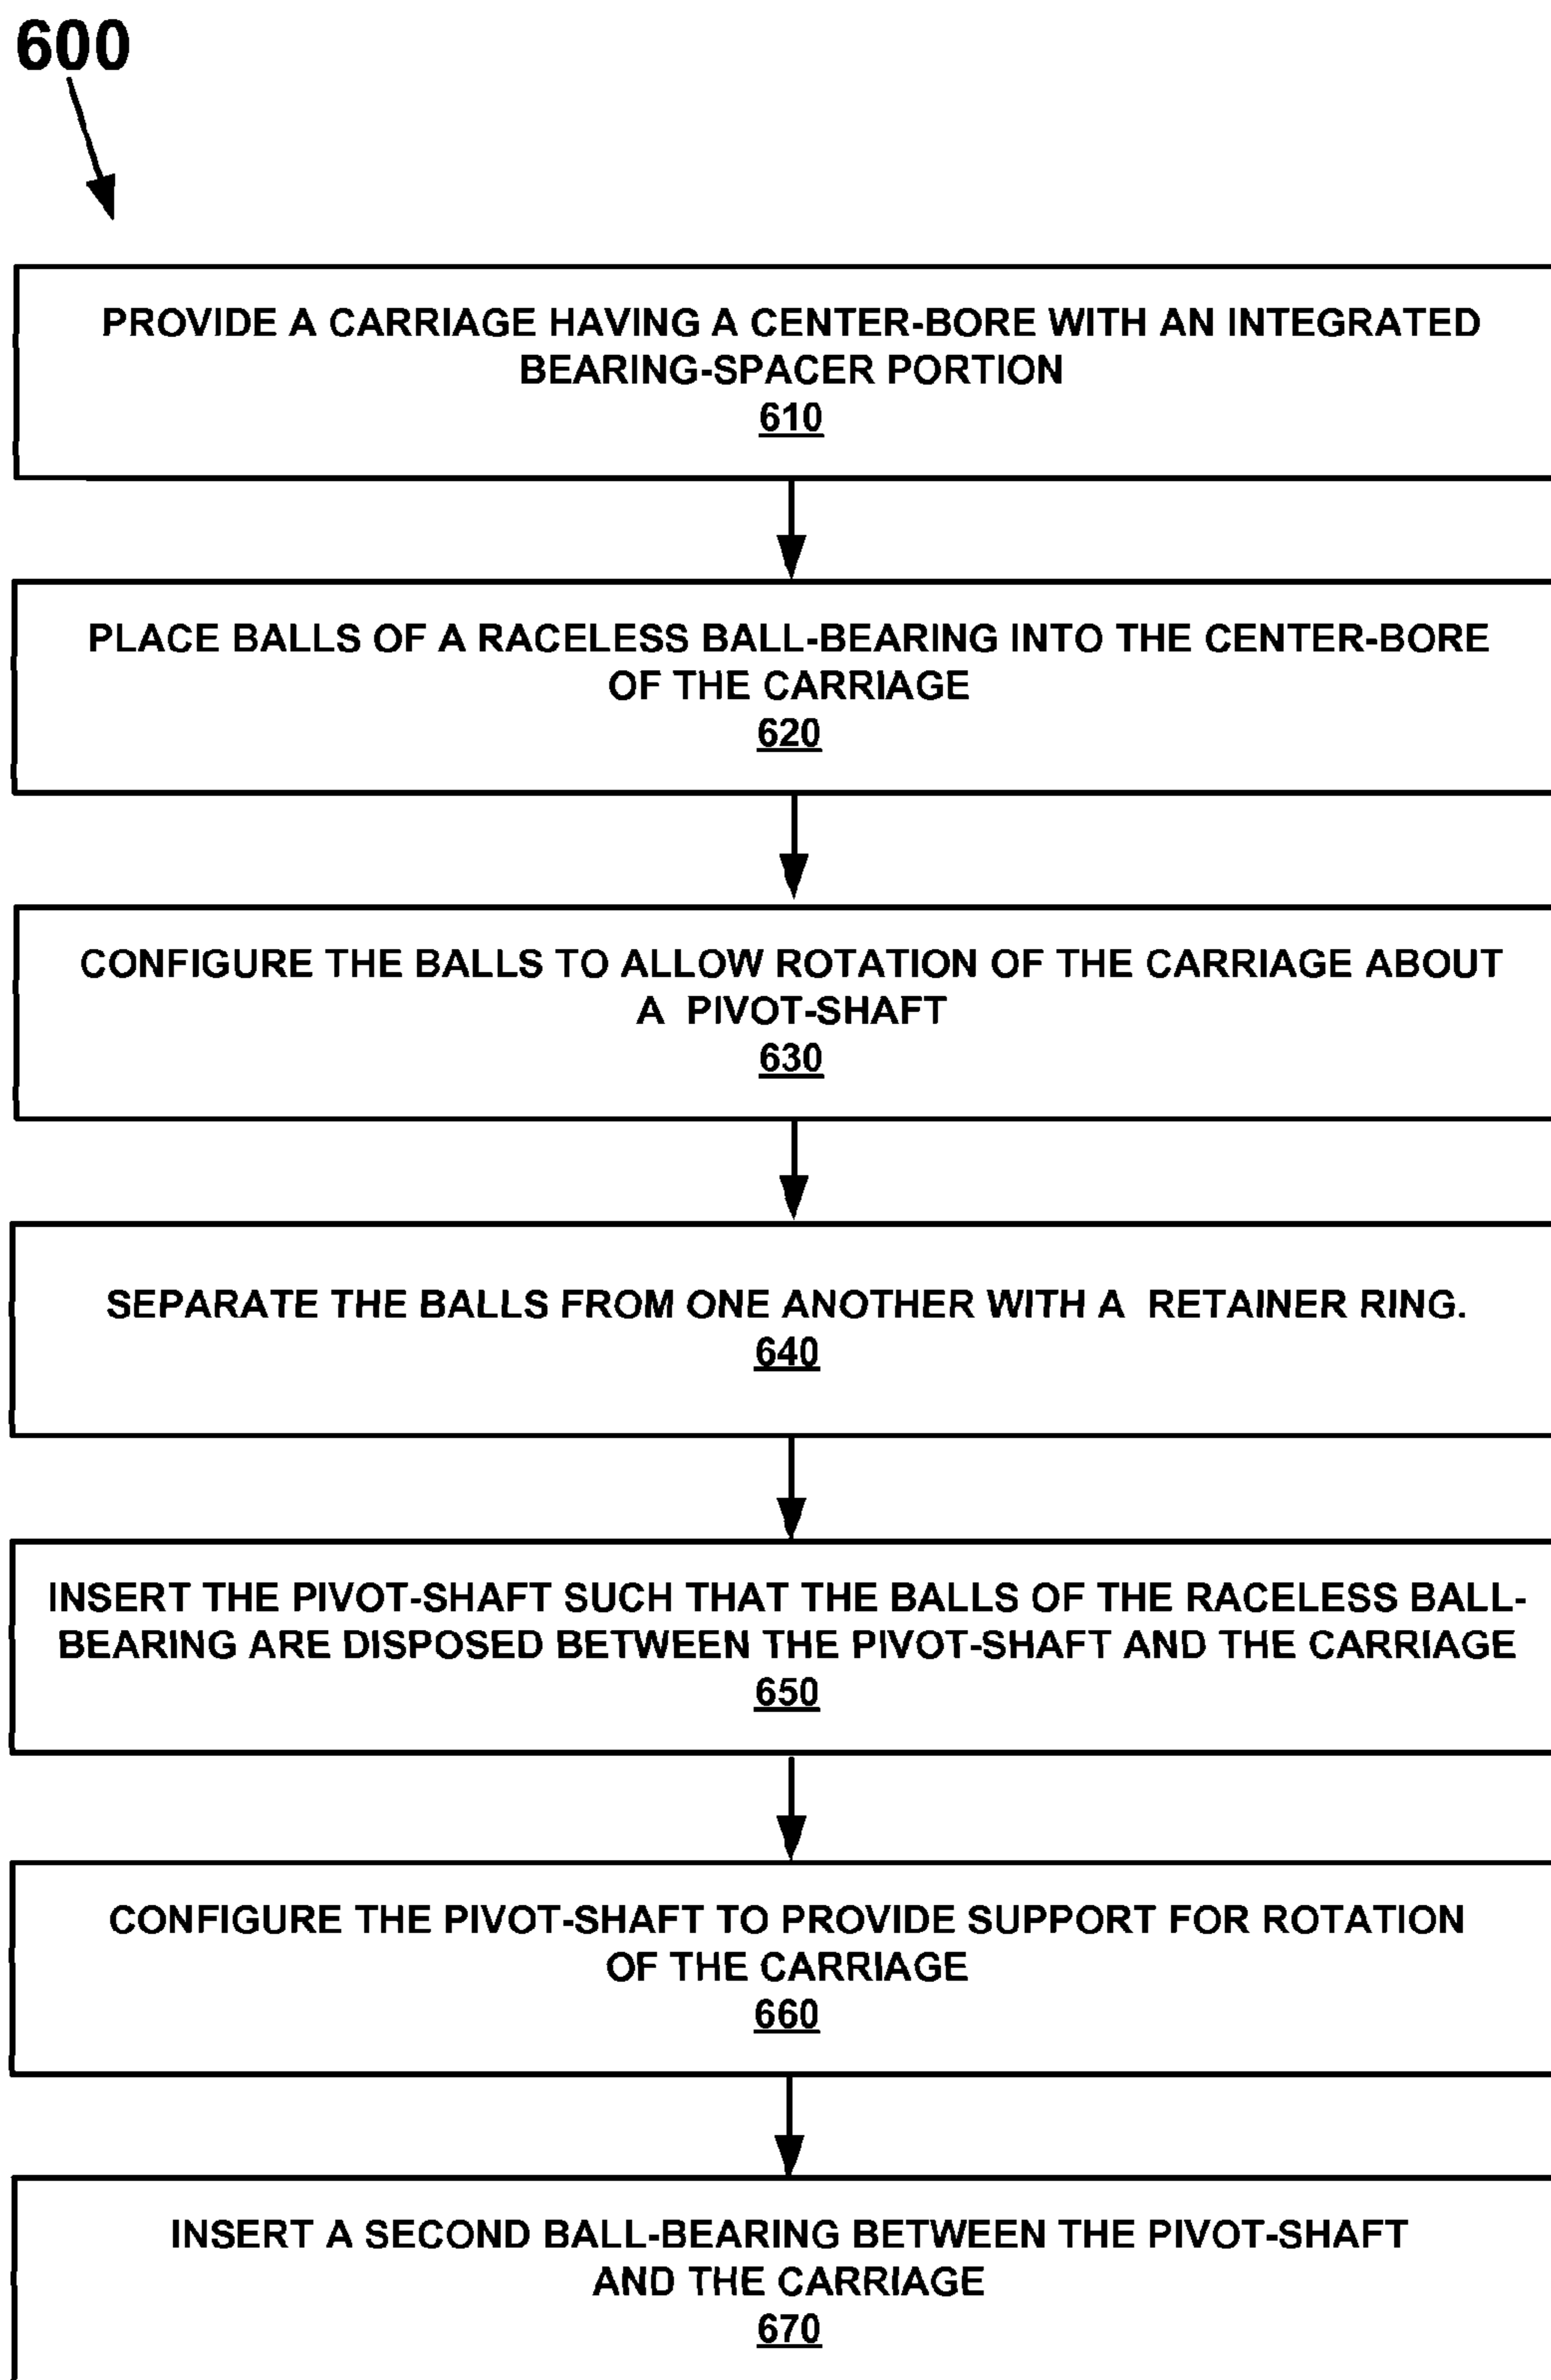 600
PROVIDE A CARRIAGE HAVING A CENTER-BORE WITH AN INTEGRATED
BEARING-SPACER PORTION
610
PLACE BALLS OF A RACELESS BALL-BEARING INTO THE CENTER-BORE
OF THE CARRIAGE
620
CONFIGURE THE BALLS TO ALLOW ROTATION OF THE CARRIAGE ABOUT
A PIVOT-SHAFT
630
SEPARATE THE BALLS FROM ONE ANOTHER WITH A RETAINER RING.
640
INSERT THE PIVOT-SHAFT SUCH THAT THE BALLS OF THE RACELESS BALL-
BEARING ARE DISPOSED BETWEEN THE PIVOT-SHAFT AND THE CARRIAGE
650
CONFIGURE THE PIVOT-SHAFT TO PROVIDE SUPPORT FOR ROTATION
OF THE CARRIAGE
660
INSERT A SECOND BALL-BEARING BETWEEN THE PIVOT-SHAFT
AND THE CARRIAGE
670